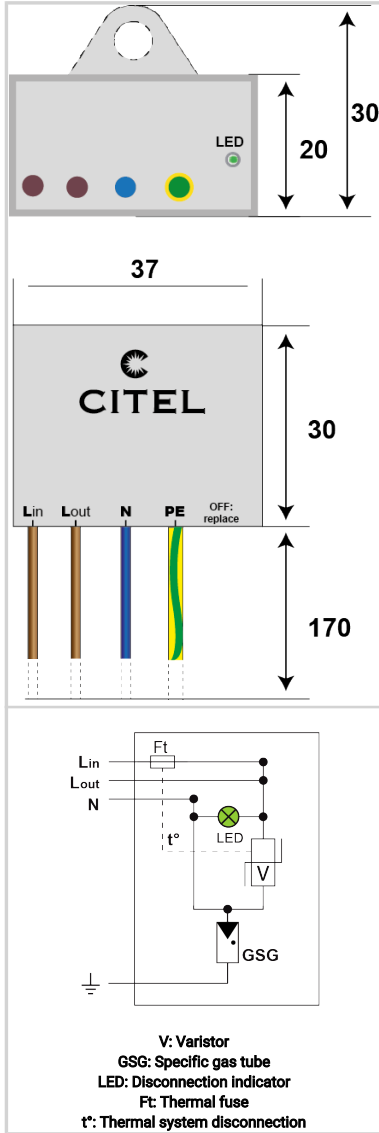 LED
20
30
37
CITEL
30
Lin Lout N PE OFF:
replace
170
Ft
Lin
Lout
N
t° LED
V
GSG
V: Varistor
GSG: Specific gas tube
LED: Disconnection indicator
Ft: Thermal fuse
t°: Thermal system disconnection